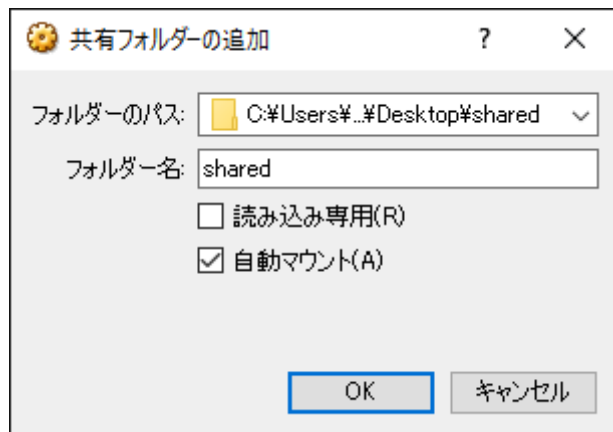 共有フォルダーの追加 ?
フォルダーのパス: C:¥Users¥...¥Desktop¥shared
フォルダー名: shared
読み込み専用(R)
自動マウント(A)
OK キャンセル